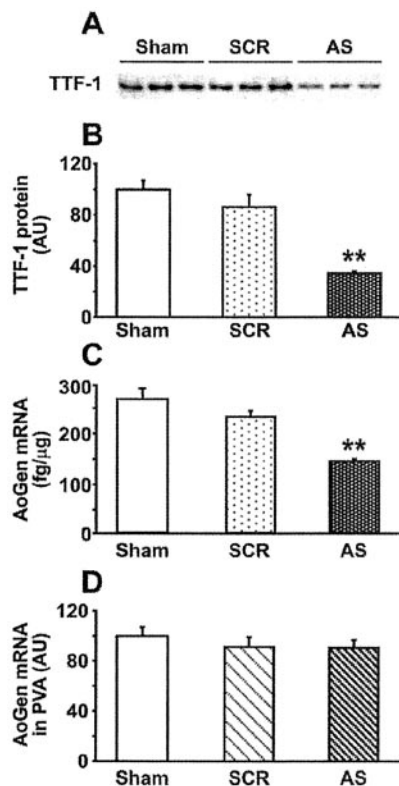 A
Sham SCR AS
TTF-1
B
TTF-1 protein
(AU)
120
80
40
0
**
Sham SCR AS
C
AoGen mRNA
(fg/µg)
300
200
100
0
**
Sham SCR AS
D
AoGen mRNA
in PVA (AU)
120
80
40
0
Sham SCR AS